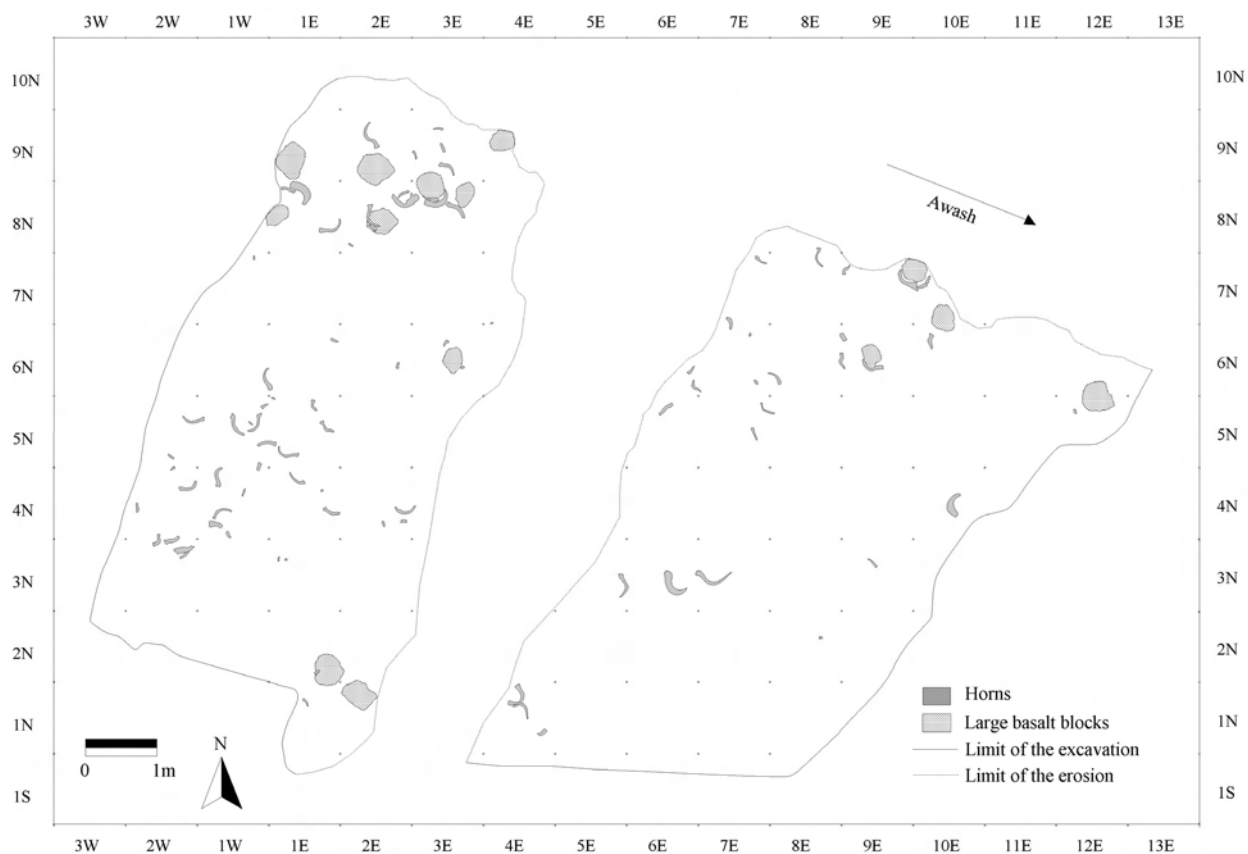 3W 2W 1W 1E 2E 3E 4E 5E 6E 7E 8E 9E 10E 11E 12E 13E
10N 10N
9N 9N
Awash
8N 8N
7N 7N
6N 6N
5N 5N
4N 4N
3N 3N
2N 2N
Horns
1N Large basalt blocks 1N
N Limit of the excavation
0 1m Limit of the erosion
1S 1S
3W 2W 1W 1E 2E 3E 4E 5E 6E 7E 8E 9E 10E 11E 12E 13E